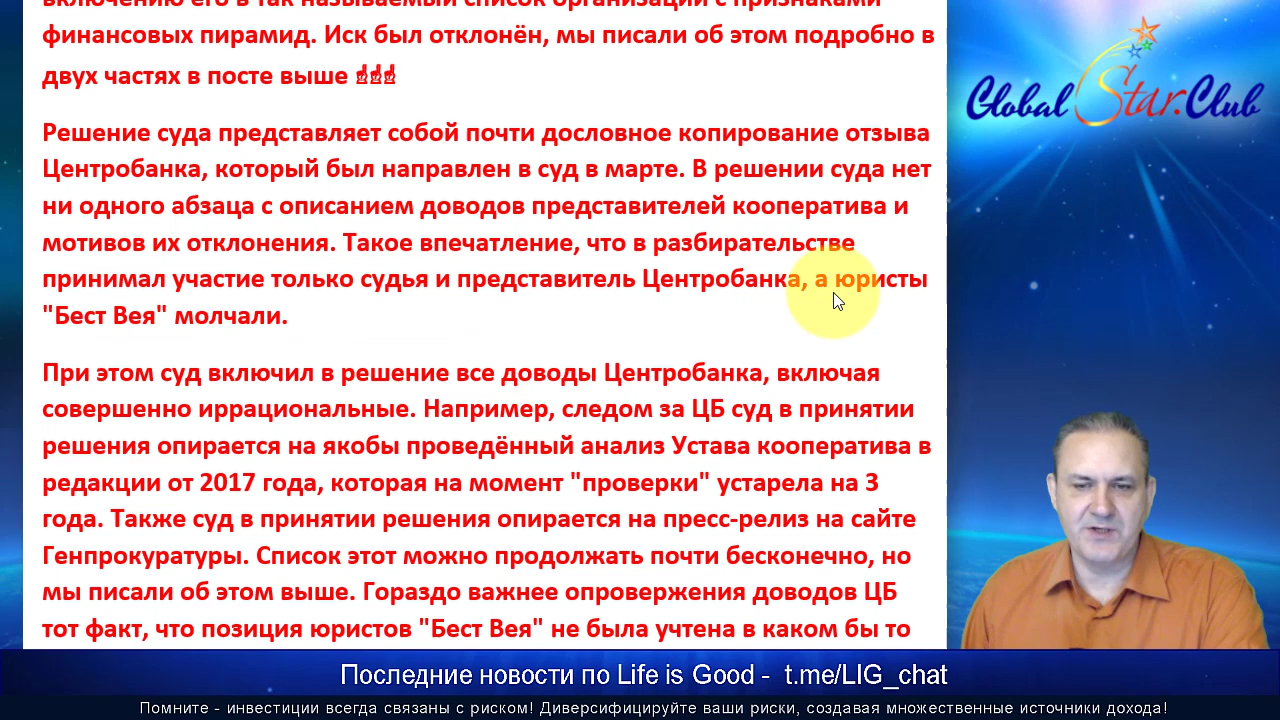 включению его в так называемый список организаций с признаками
финансовых пирамид. Иск был отклонён, мы писали об этом подробно в
двух частях в посте выше ☝☝☝
Решение суда представляет собой почти дословное копирование отзыва
Центробанка, который был направлен в суд в марте. В решении суда нет
ни одного абзаца с описанием доводов представителей кооператива и
мотивов их отклонения. Такое впечатление, что в разбирательстве
принимал участие только судья и представитель Центробанка, а юристы
"Бест Вея" молчали.
При этом суд включил в решение все доводы Центробанка, включая
совершенно иррациональные. Например, следом за ЦБ суд в принятии
решения опирается на якобы проведённый анализ Устава кооператива в
редакции от 2017 года, которая на момент "проверки" устарела на 3
года. Также суд в принятии решения опирается на пресс-релиз на сайте
Генпрокуратуры. Список этот можно продолжать почти бесконечно, но
мы писали об этом выше. Гораздо важнее опровержения доводов ЦБ
тот факт, что позиция юристов "Бест Вея" не была учтена в каком бы то
Global Star.Club
Последние новости по Life is Good - t.me/LIG_chat
Помните - инвестиции всегда связаны с риском! Диверсифицируйте ваши риски, создавая множественные источники дохода!